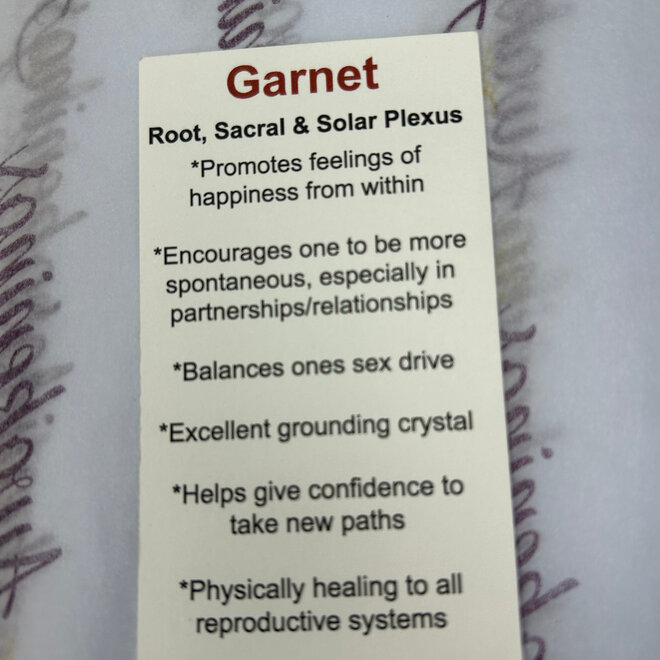 Garnet
Root, Sacral & Solar Plexus
*Promotes feelings of
happiness from within
*Encourages one to be more
spontaneous, especially in
partnerships/relationships
*Balances ones sex drive
*Excellent grounding crystal
*Helps give confidence to
take new paths
*Physically healing to all
reproductive systems